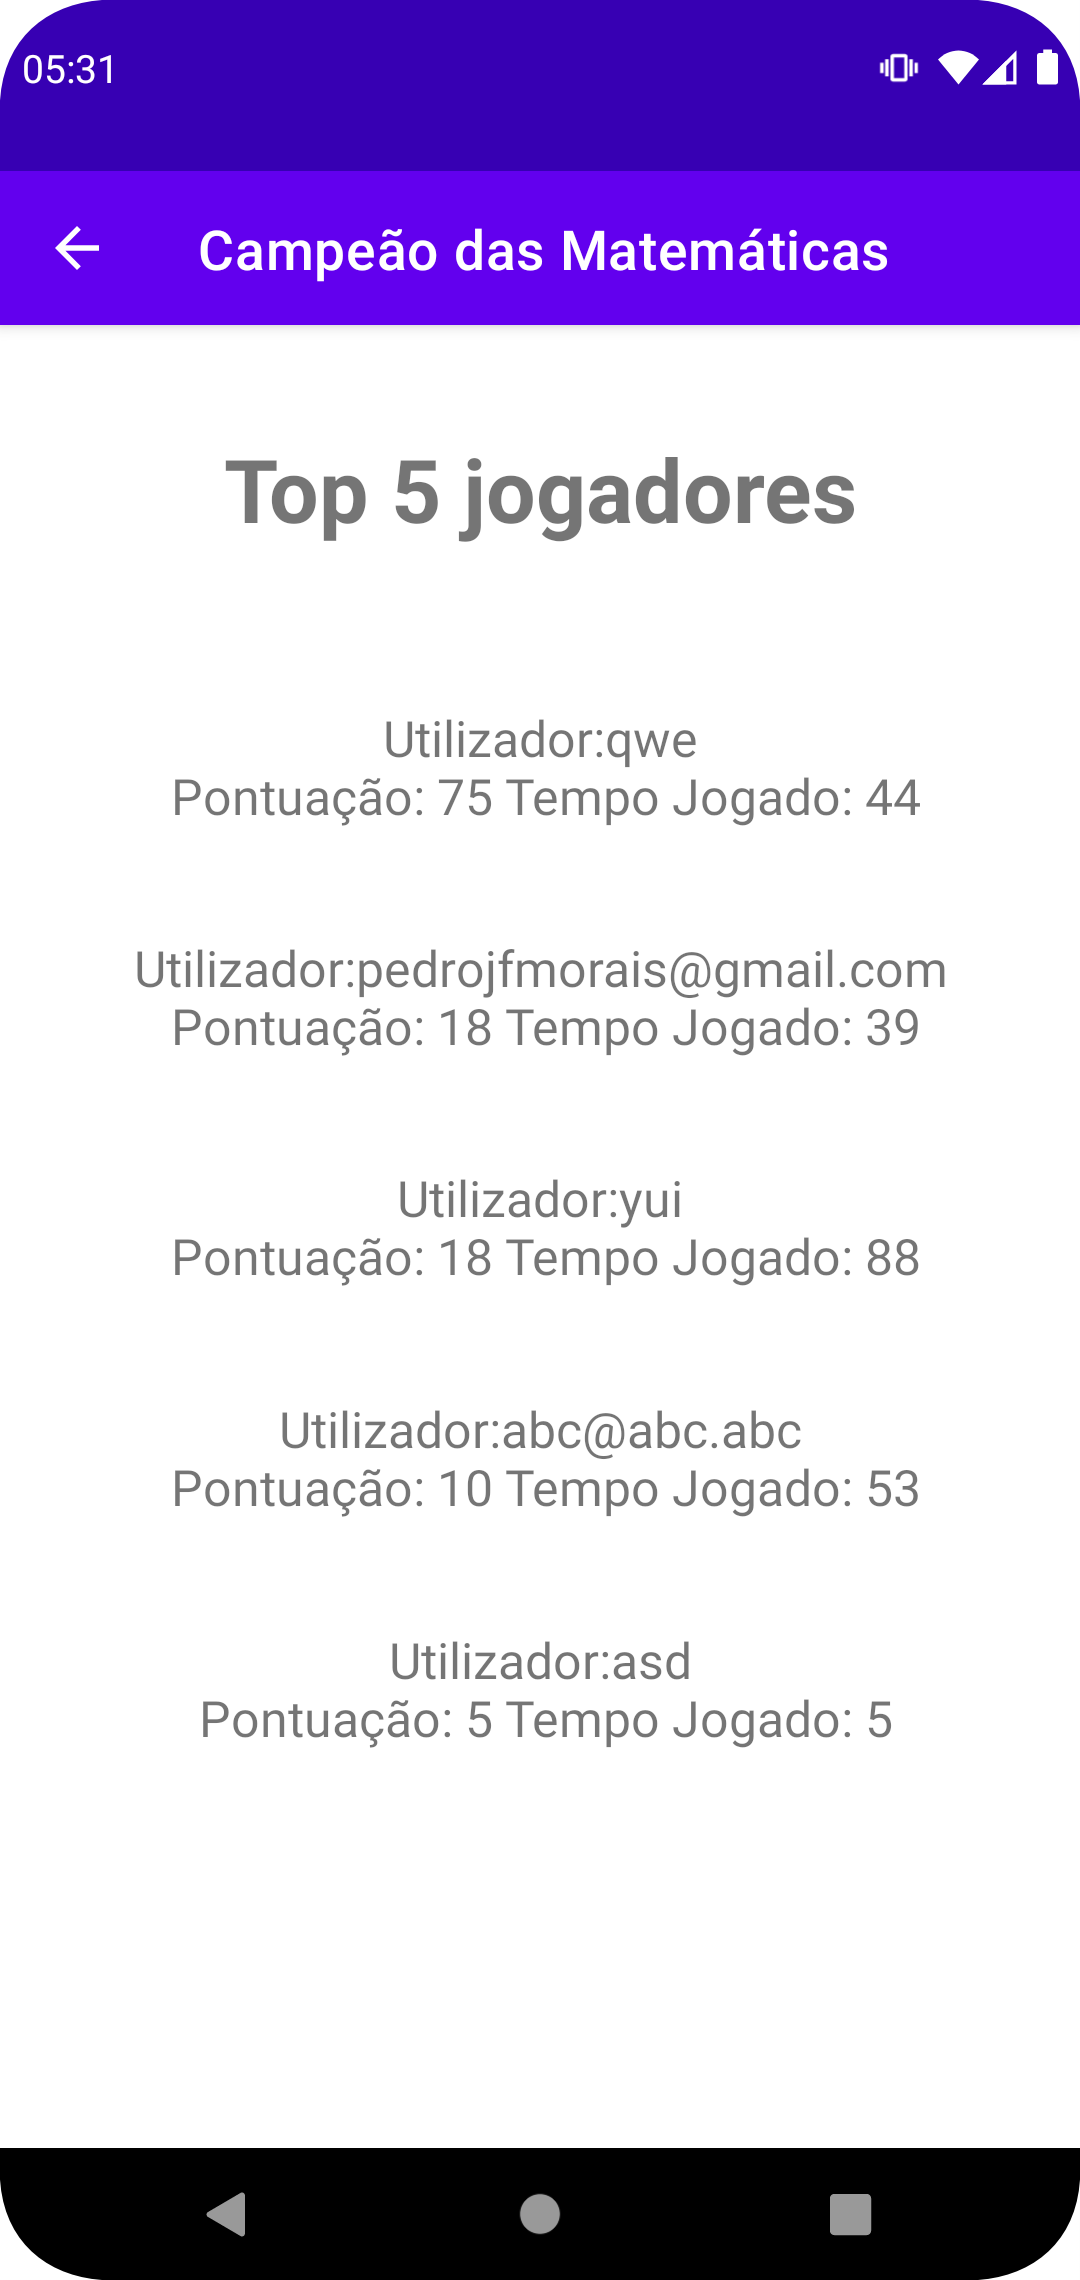 05:31
Campeão das Matemáticas
Top 5 jogadores
Utilizador:qwe
Pontuação: 75 Tempo Jogado: 44
Utilizador:pedrojfmorais@gmail.com
Pontuação: 18 Tempo Jogado: 39
Utilizador:yui
Pontuação: 18 Tempo Jogado: 88
Utilizador:abc@abc.abc
Pontuação: 10 Tempo Jogado: 53
Utilizador:asd
Pontuação: 5 Tempo Jogado: 5